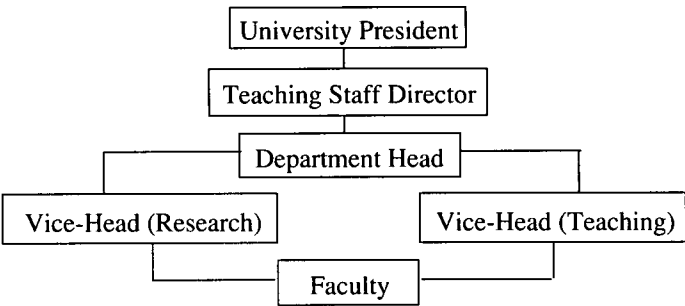 University President
Teaching Staff Director
Department Head
Vice-Head (Research)
Vice-Head (Teaching)
Faculty